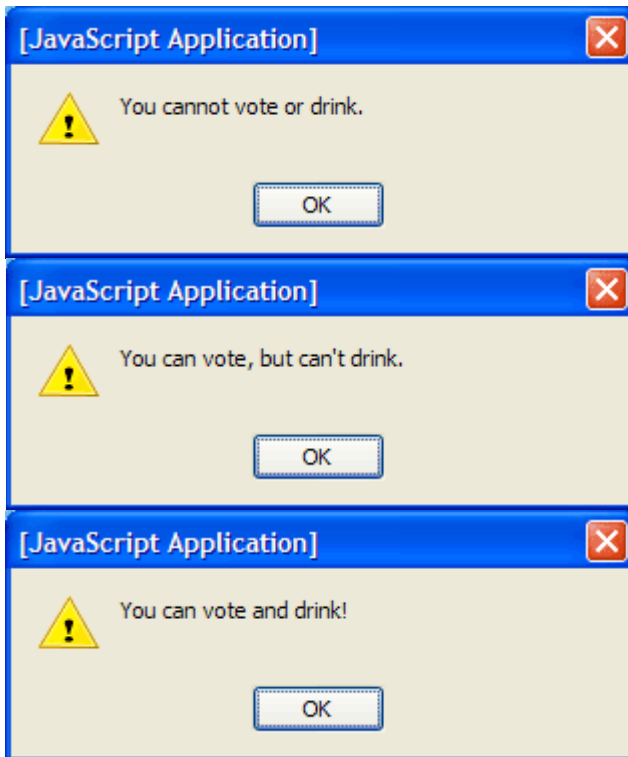 [JavaScript Application]
You cannot vote or drink.
OK
[JavaScript Application]
You can vote, but can't drink.
OK
[JavaScript Application]
You can vote and drink!
OK